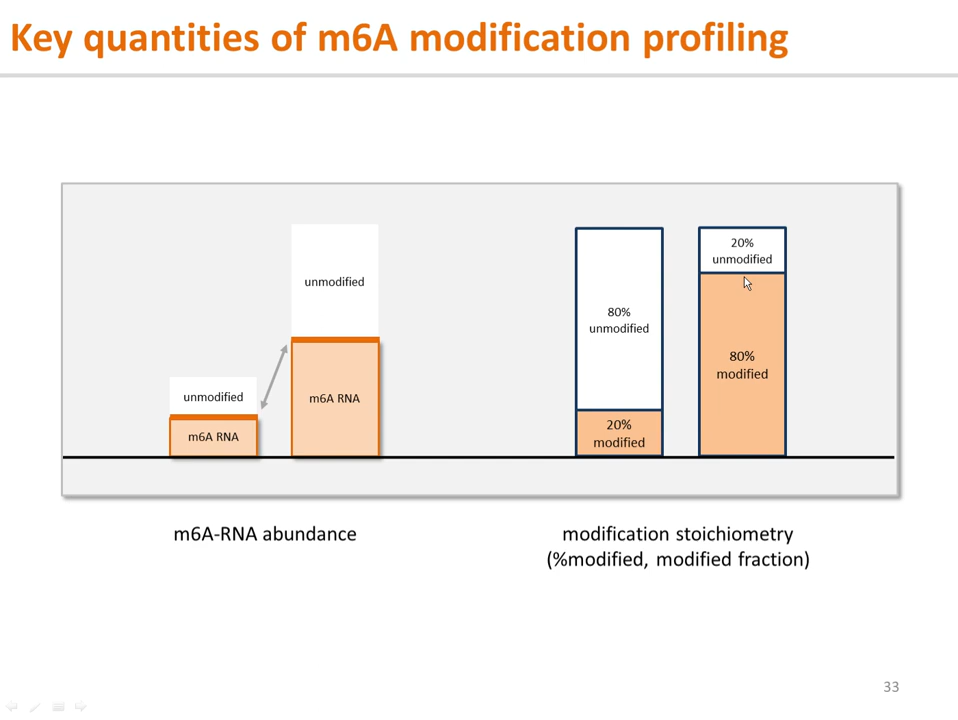 Key quantities of m6A modification profiling
unmodified
m6A RNA
unmodified
m6A RNA
80%
unmodified
20%
modified
20%
unmodified
80%
modified
m6A-RNA abundance
modification stoichiometry
(%modified, modified fraction)
33